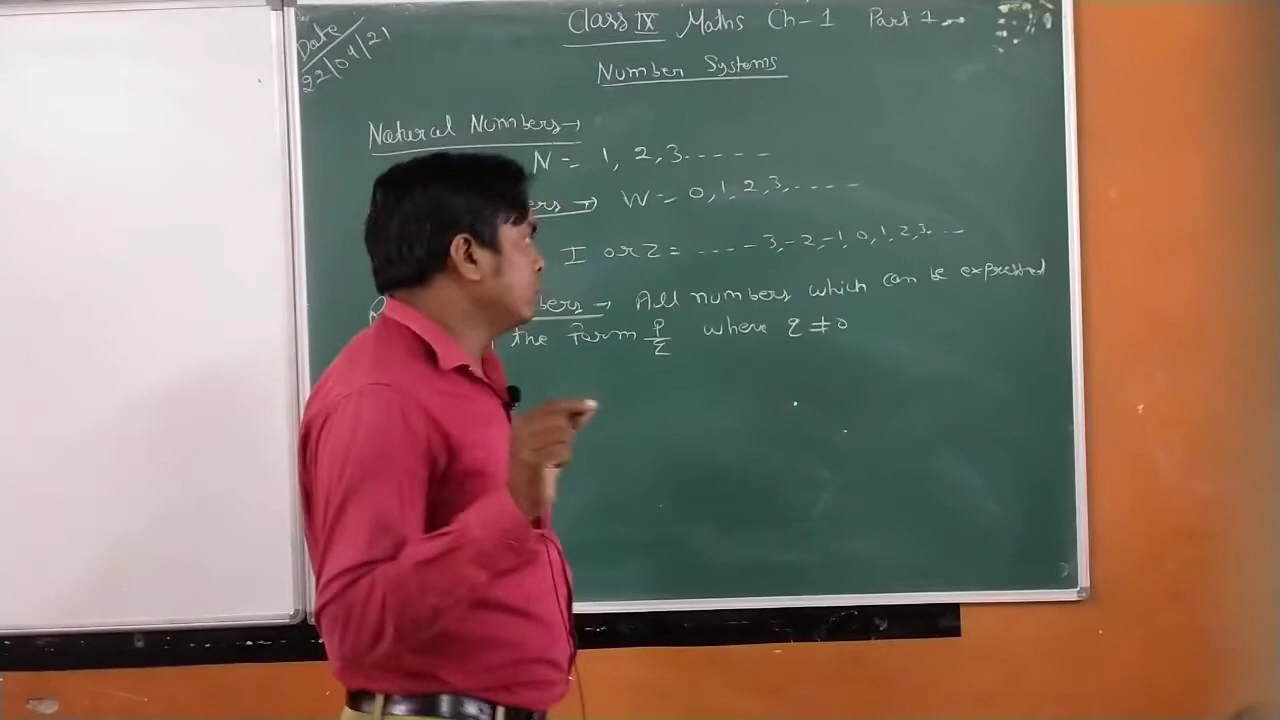 Date
22/04/21
Class IX Maths Ch-1 Part 1
Number Systems
Natural Numbers→
N = 1, 2, 3.....
ers → W = 0, 1, 2, 3, ....
I or Z = .... -3, -2, -1, 0, 1, 2, 3...
bers → All numbers which can be expressed
the form p/q where q ≠ 0